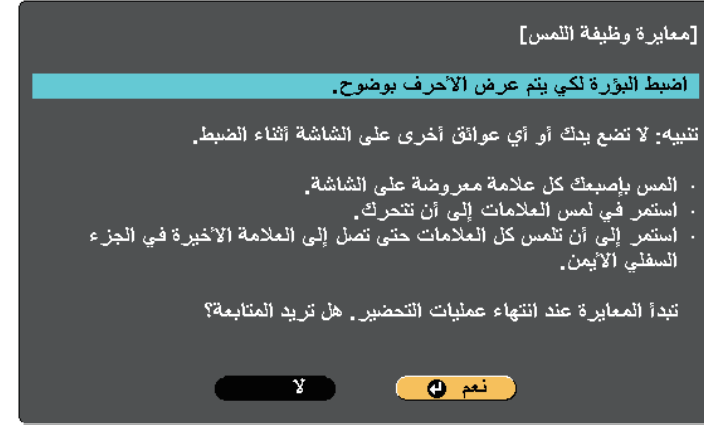 [معايرة وظيفة اللمس]
اضبط البؤرة لكي يتم عرض الأحرف بوضوح.
تنبيه: لا تضع يدك أو أي عوائق أخرى على الشاشة أثناء الضبط.
· المس بإصبعك كل علامة معروضة على الشاشة.
· استمر في لمس العلامات إلى أن تتحرك.
· استمر إلى أن تلمس كل العلامات حتى تصل إلى العلامة الأخيرة في الجزء
السفلي الأيمن.
تبدأ المعايرة عند انتهاء عمليات التحضير. هل تريد المتابعة؟
نعم
لا